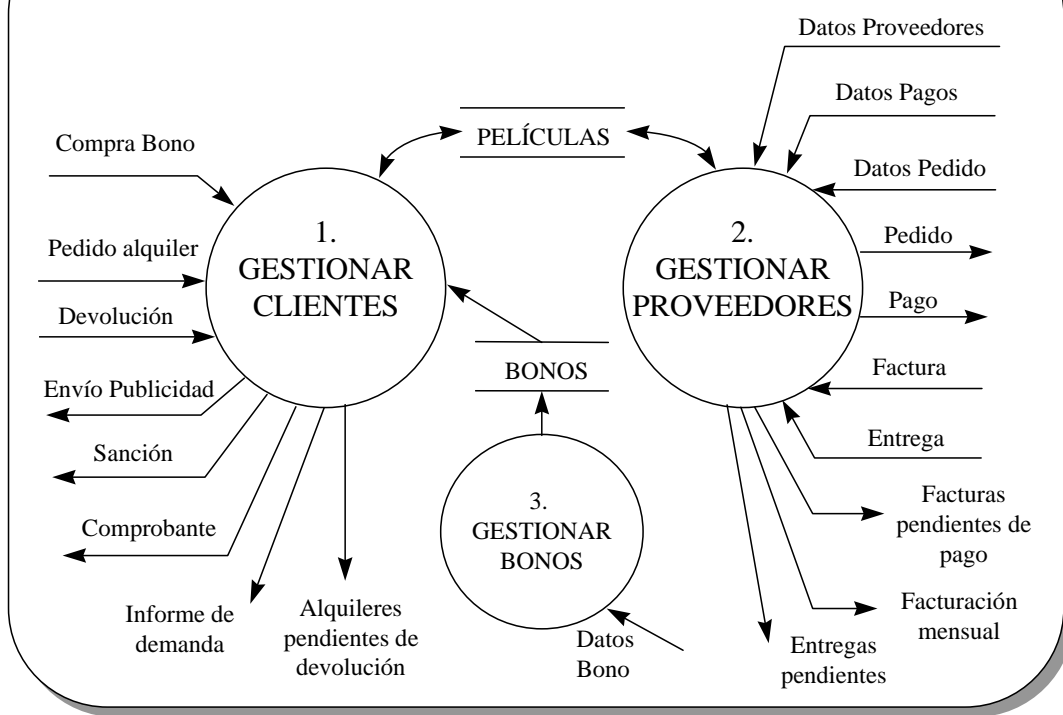 Datos Proveedores
Datos Pagos
PELÍCULAS
Compra Bono
Datos Pedido
1.
GESTIONAR
CLIENTES
2.
GESTIONAR
PROVEEDORES
Pedido alquiler
Pedido
Devolución
Pago
BONOS
Envío Publicidad
Factura
Sanción
Entrega
3.
GESTIONAR
BONOS
Comprobante
Facturas
pendientes de
pago
Informe de
demanda
Alquileres
pendientes de
devolución
Datos
Bono
Entregas
pendientes
Facturación
mensual